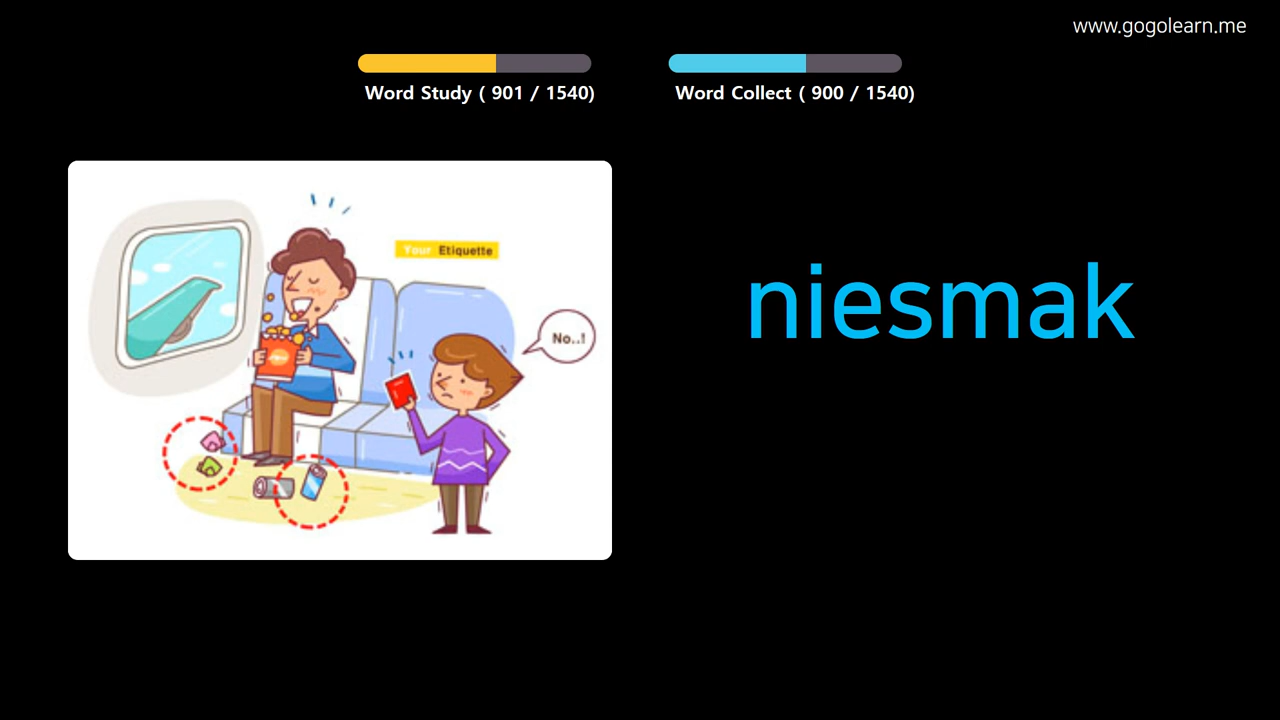 www.gogolearn.me
Word Study ( 901 / 1540)
Word Collect ( 900 / 1540)
Your Etiquette
No..!
niesmak